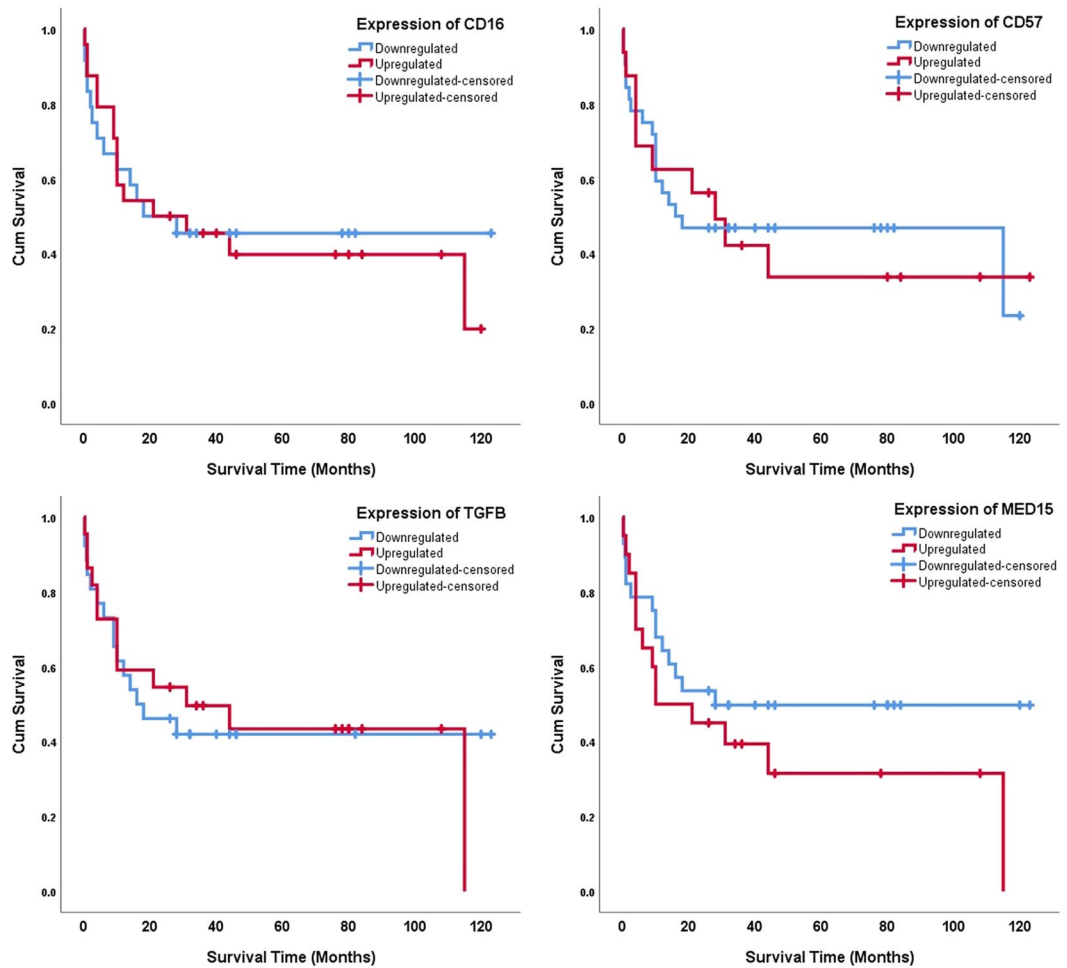 Expression of CD16
Downregulated
Upregulated
Downregulated-censored
Upregulated-censored
Cum Survival
1.0
0.8
0.6
0.4
0.2
0.0
0 20 40 60 80 100 120
Survival Time (Months)
Expression of CD57
Downregulated
Upregulated
Downregulated-censored
Upregulated-censored
Cum Survival
1.0
0.8
0.6
0.4
0.2
0.0
0 20 40 60 80 100 120
Survival Time (Months)
Expression of TGFB
Downregulated
Upregulated
Downregulated-censored
Upregulated-censored
Cum Survival
1.0
0.8
0.6
0.4
0.2
0.0
0 20 40 60 80 100 120
Survival Time (Months)
Expression of MED15
Downregulated
Upregulated
Downregulated-censored
Upregulated-censored
Cum Survival
1.0
0.8
0.6
0.4
0.2
0.0
0 20 40 60 80 100 120
Survival Time (Months)